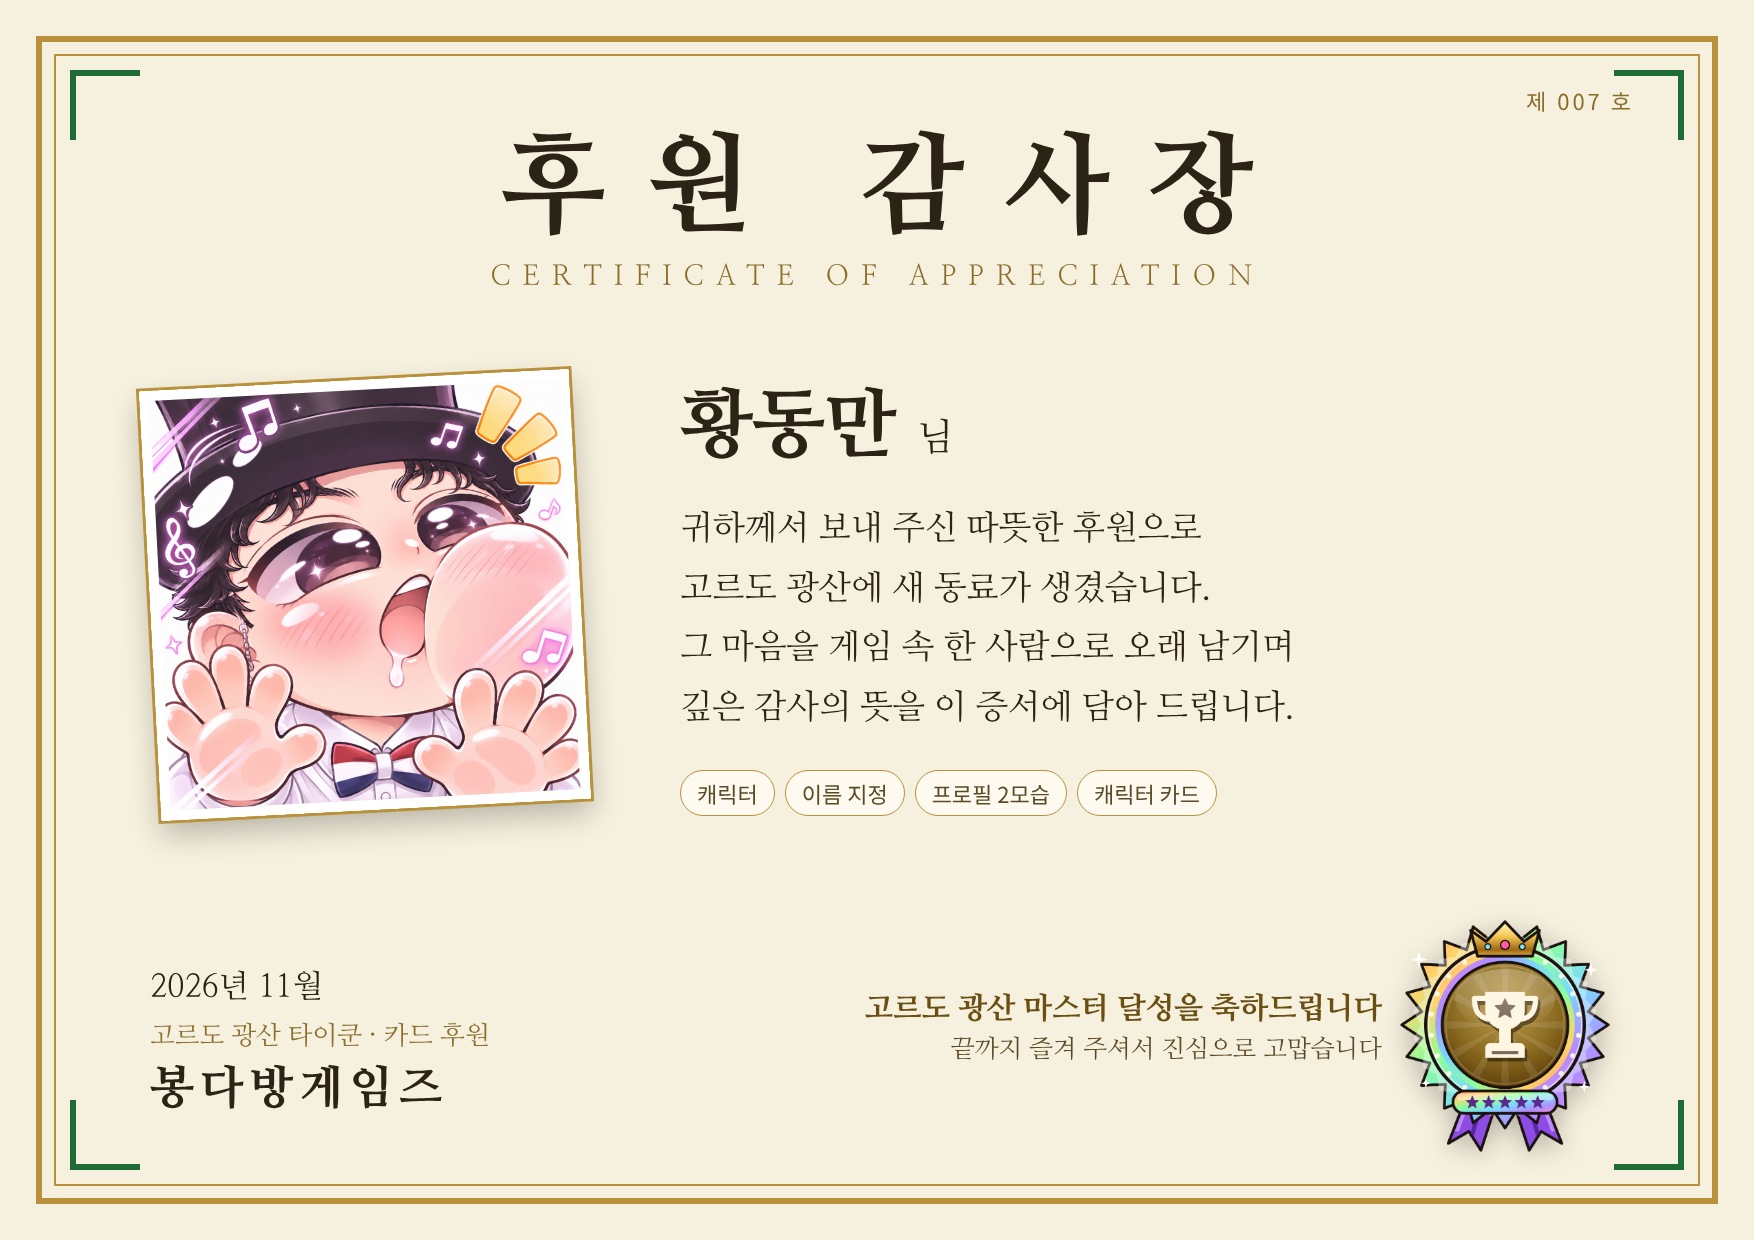 제 007 호
후원 감사장
CERTIFICATE OF APPRECIATION
황동만 님
귀하께서 보내 주신 따뜻한 후원으로
고르도 광산에 새 동료가 생겼습니다.
그 마음을 게임 속 한 사람으로 오래 남기며
깊은 감사의 뜻을 이 증서에 담아 드립니다.
캐릭터 이름 지정 프로필 2모습 캐릭터 카드
2026년 11월
고르도 광산 타이쿤 · 카드 후원
봉다방게임즈
고르도 광산 마스터 달성을 축하드립니다
끝까지 즐겨 주셔서 진심으로 고맙습니다